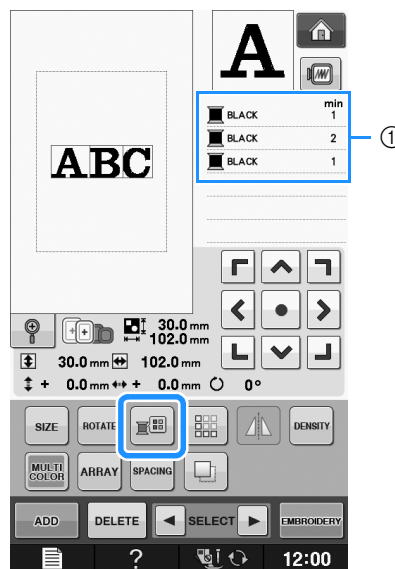 A
min
BLACK 1
BLACK 2
BLACK 1
①
ABC
30.0 mm
102.0 mm
30.0 mm 102.0 mm
+ 0.0 mm + 0.0 mm 0°
SIZE ROTATE DENSITY
MULTI COLOR ARRAY SPACING
ADD DELETE SELECT EMBROIDERY
? 12:00